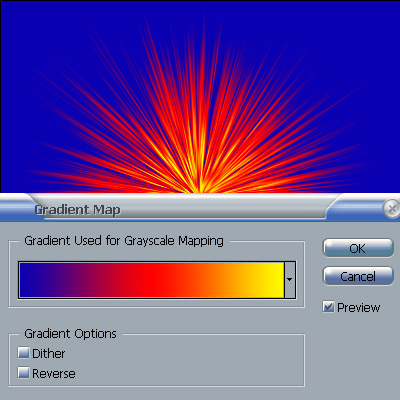 Gradient Map
Gradient Used for Grayscale Mapping
OK
Cancel
Preview
Gradient Options
Dither
Reverse